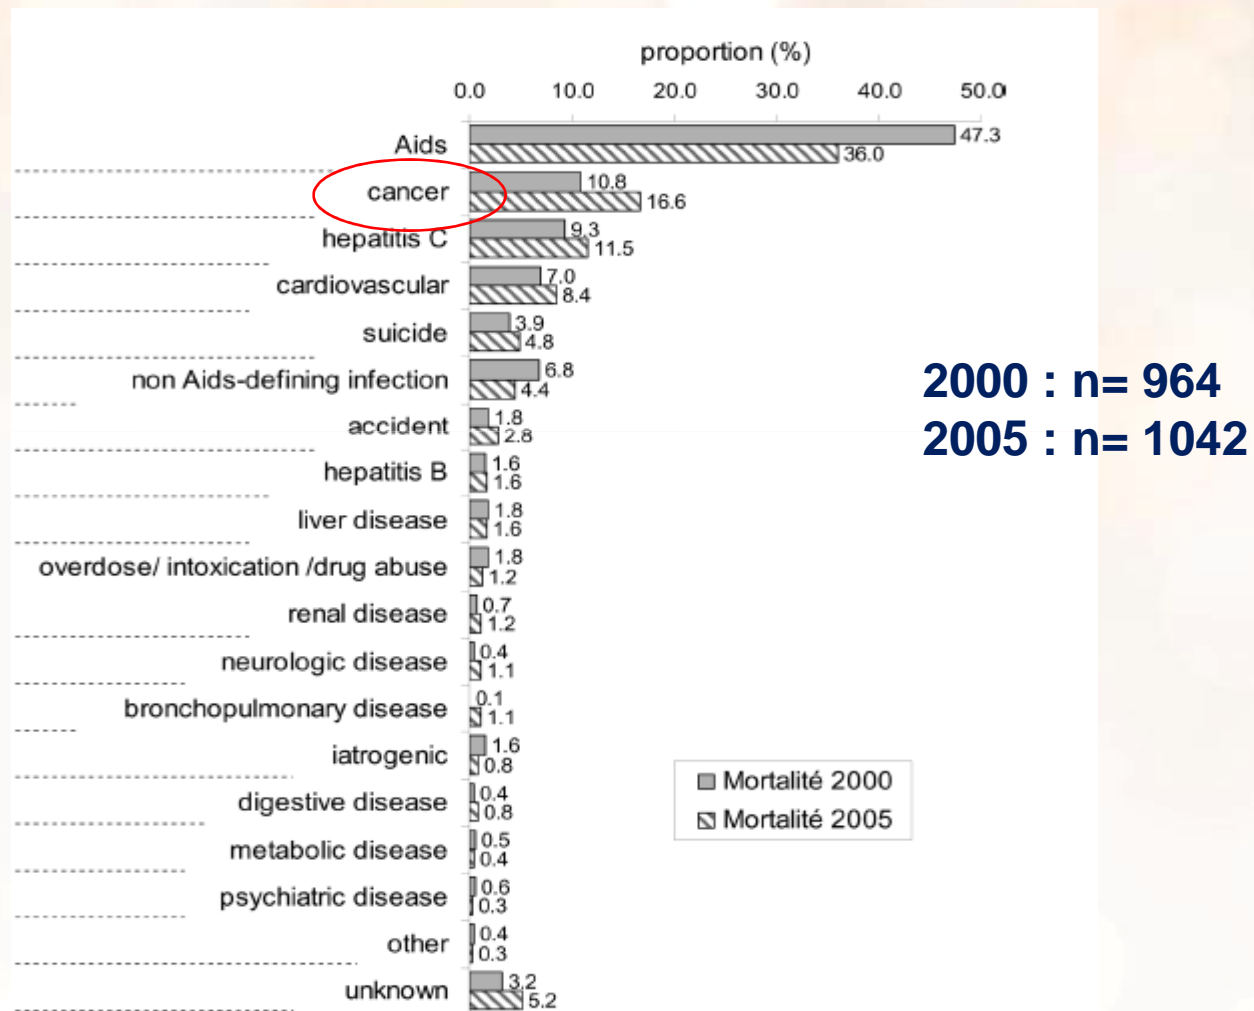 proportion (%)
0.0 10.0 20.0 30.0 40.0 50.0
Aids 47.3
36.0
cancer 10.8
16.6
hepatitis C 9.3
11.5
cardiovascular 7.0
8.4
suicide 3.9
4.8
non Aids-defining infection 6.8
4.4
accident 1.8
2.8
hepatitis B 1.6
1.6
liver disease 1.8
1.6
overdose/ intoxication /drug abuse 1.8
1.2
renal disease 0.7
1.2
neurologic disease 0.4
1.1
bronchopulmonary disease 0.1
1.1
iatrogenic 1.6
0.8
digestive disease 0.4
0.8
metabolic disease 0.5
0.4
psychiatric disease 0.6
0.3
other 0.4
0.3
unknown 3.2
5.2
2000 : n= 964
2005 : n= 1042
Mortalité 2000
Mortalité 2005